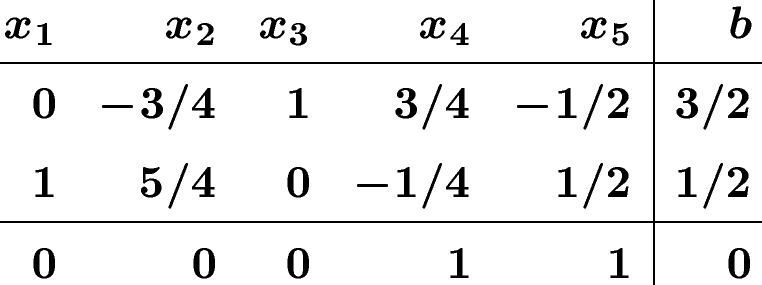 x₁ x₂ x₃ x₄ x₅ b
0 −3/4 1 3/4 −1/2 3/2
1 5/4 0 −1/4 1/2 1/2
0 0 0 1 1 0